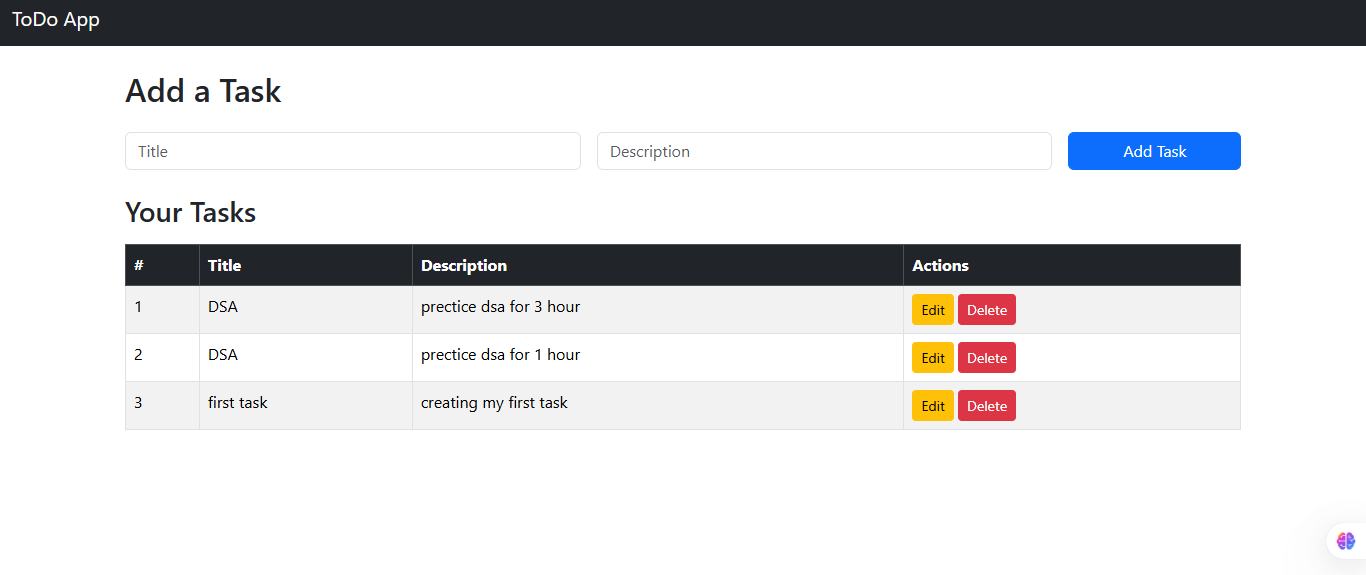 ToDo App
Add a Task
Title Description Add Task
Your Tasks
# Title Description Actions
1 DSA prectice dsa for 3 hour Edit Delete
2 DSA prectice dsa for 1 hour Edit Delete
3 first task creating my first task Edit Delete